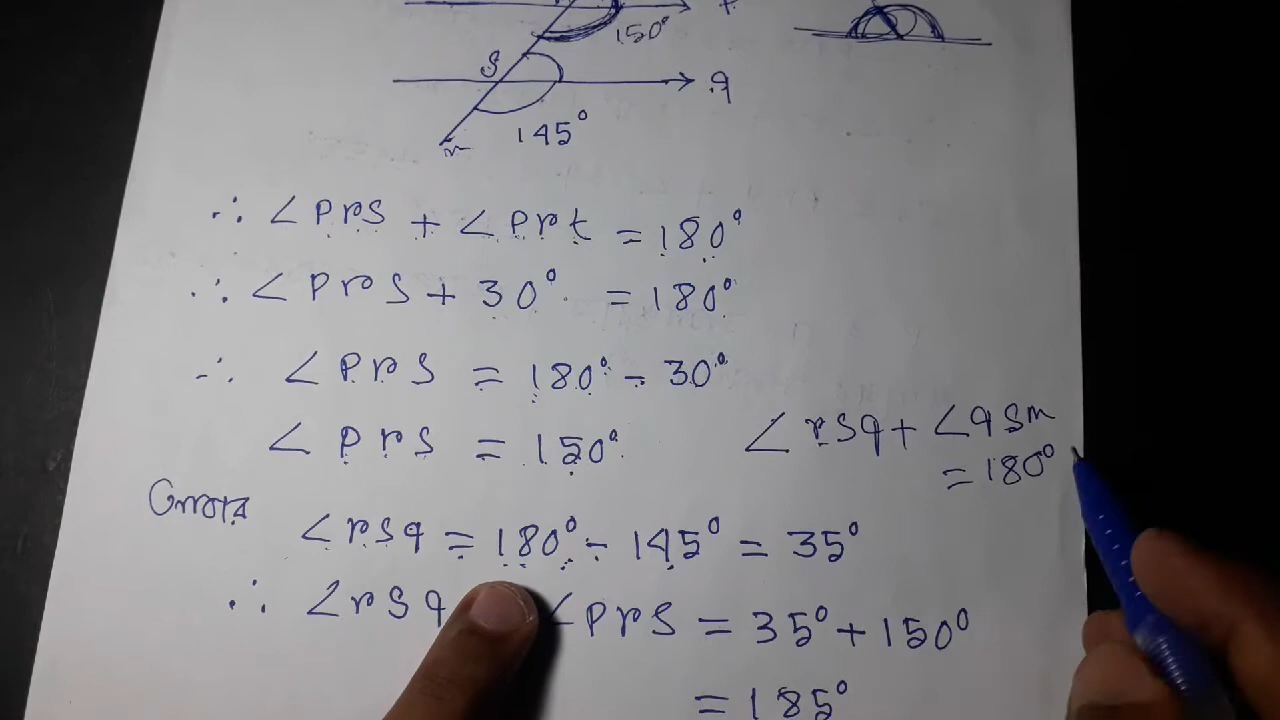 150°
s
q
145°
m
∴ ∠prs + ∠prt = 180°
∴ ∠prs + 30° = 180°
∴ ∠prs = 180° - 30°
∠prs = 150°
∠rsq + ∠qsm
= 180°
∠rsq = 180° - 145° = 35°
∴ ∠rsq ∠prs = 35° + 150°
= 185°